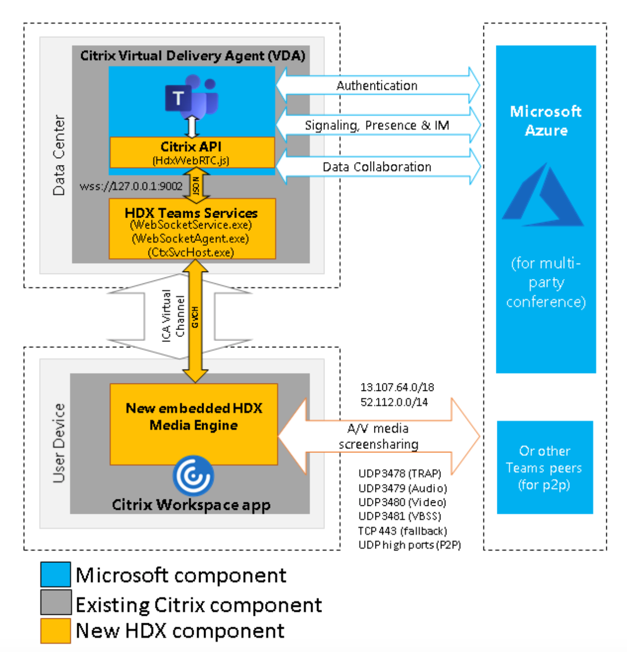 Data Center
Citrix Virtual Delivery Agent (VDA)
T
Citrix API
(HdxWebRTC.js)
wss://127.0.0.1:9002
JSON
HDX Teams Services
(WebSocketService.exe)
(WebSocketAgent.exe)
(CtxSvcHost.exe)
Authentication
Signaling, Presence & IM
Data Collaboration
Microsoft
Azure
(for multi-
party
conference)
ICA Virtual
Channel
GVCH
User Device
New embedded HDX
Media Engine
Citrix Workspace app
13.107.64.0/18
52.112.0.0/14
A/V media
screensharing
UDP3478 (TRAP)
UDP3479 (Audio)
UDP3480 (Video)
UDP3481 (VBSS)
TCP 443 (fallback)
UDP high ports (P2P)
Or other
Teams peers
(for p2p)
Microsoft component
Existing Citrix component
New HDX component